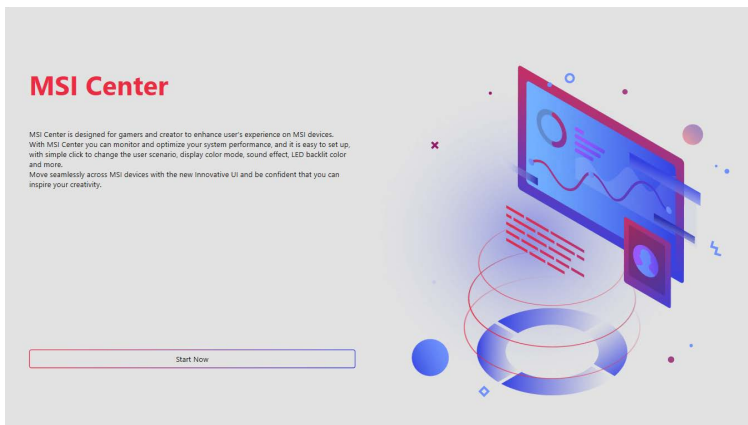 MSI Center
MSI Center is designed for gamers and creator to enhance user's experience on MSI devices.
With MSI Center you can monitor and optimize your system performance, and it is easy to set up,
with simple click to change the user scenario, display color mode, sound effect, LED backlit color
and more.
Move seamlessly across MSI devices with the new Innovative UI and be confident that you can
inspire your creativity.
Start Now